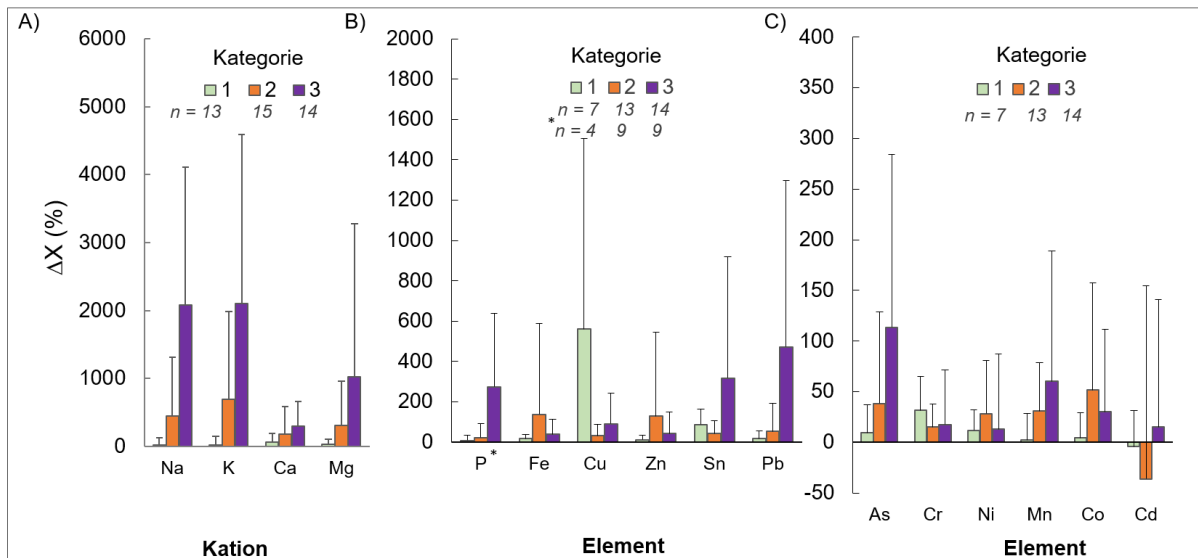 A)
6000
5000
4000
3000
2000
1000
0
ΔX (%)
Kategorie
1 2 3
n = 13 15 14
Na K Ca Mg
Kation
B)
2000
1800
1600
1400
1200
1000
800
600
400
200
0
Kategorie
1 2 3
n = 7 13 14
*n = 4 9 9
P* Fe Cu Zn Sn Pb
Element
C)
400
350
300
250
200
150
100
50
0
-50
Kategorie
1 2 3
n = 7 13 14
As Cr Ni Mn Co Cd
Element